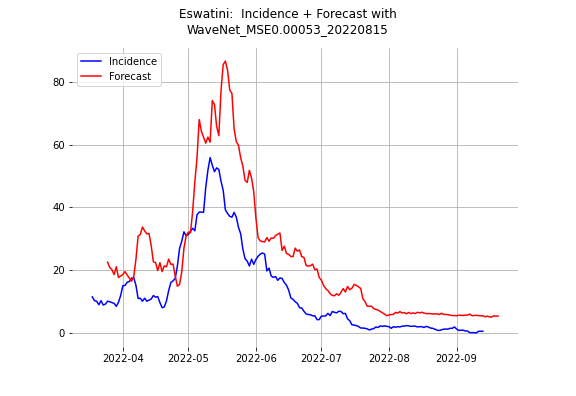 Eswatini:  Incidence + Forecast with
WaveNet_MSE0.00053_20220815
Incidence
Forecast
80
60
40
20
0
2022-04
2022-05
2022-06
2022-07
2022-08
2022-09